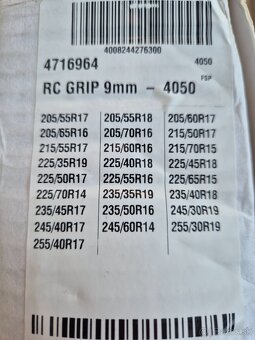 4008244276300
4716964 4050
RC GRIP 9mm - 4050 FSP
205/55R17 205/55R18 205/60R17
205/65R16 205/70R16 215/50R17
215/55R17 215/60R16 215/70R15
225/35R19 225/40R18 225/45R18
225/50R17 225/55R16 225/65R15
225/70R14 235/35R19 235/40R18
235/45R17 235/50R16 245/30R19
245/40R17 245/60R14 255/30R19
255/40R17